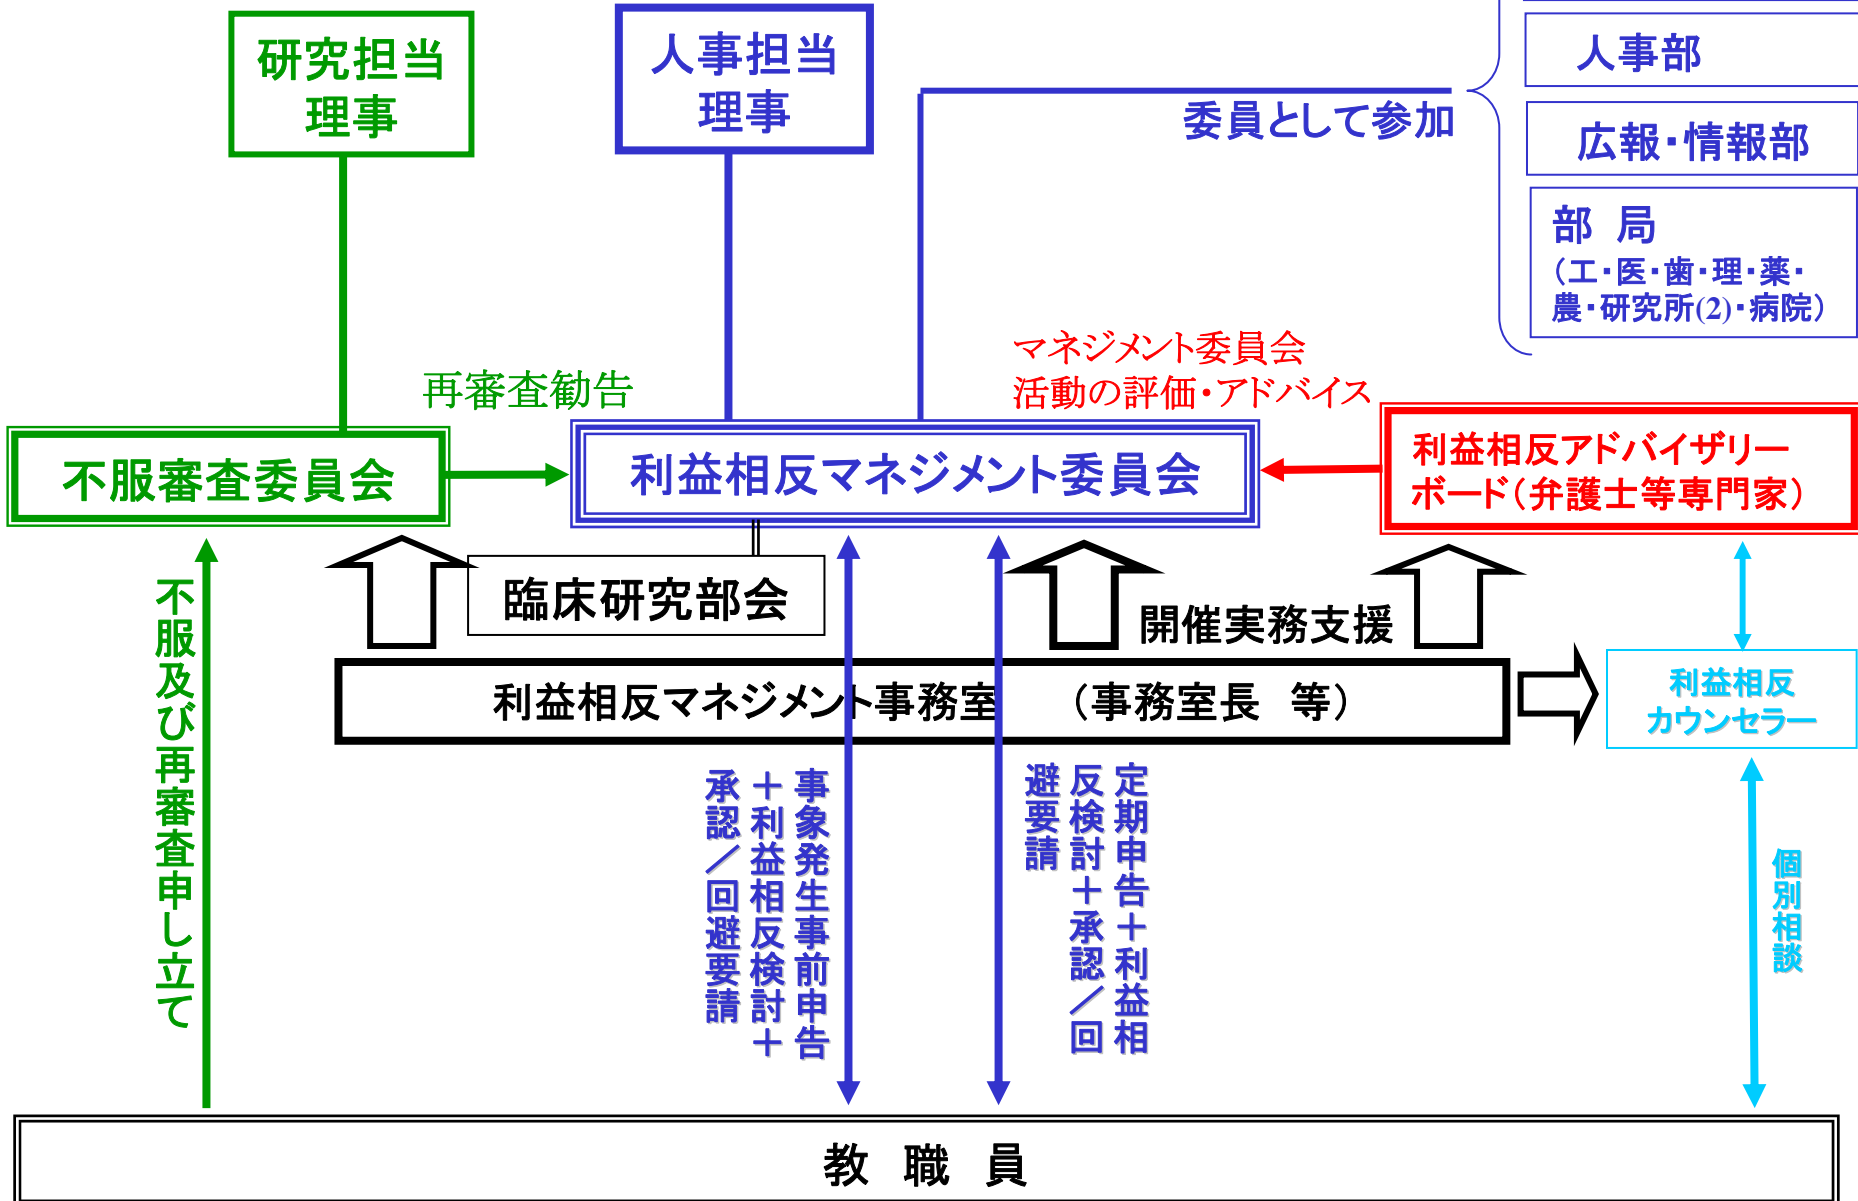 研究担当
理事
人事担当
理事
委員として参加
人事部
広報・情報部
部　局
（工・医・歯・理・薬・
農・研究所(2)・病院）
再審査勧告
マネジメント委員会
活動の評価・アドバイス
不服審査委員会
利益相反マネジメント委員会
利益相反アドバイザリー
ボード（弁護士等専門家）
臨床研究部会
開催実務支援
利益相反マネジメント事務室　（事務室長　等）
利益相反
カウンセラー
不服及び再審査申し立て
事象発生事前申告
＋利益相反検討＋
承認／回避要請
定期申告＋利益相
反検討＋承認／回
避要請
個別相談
教　職　員